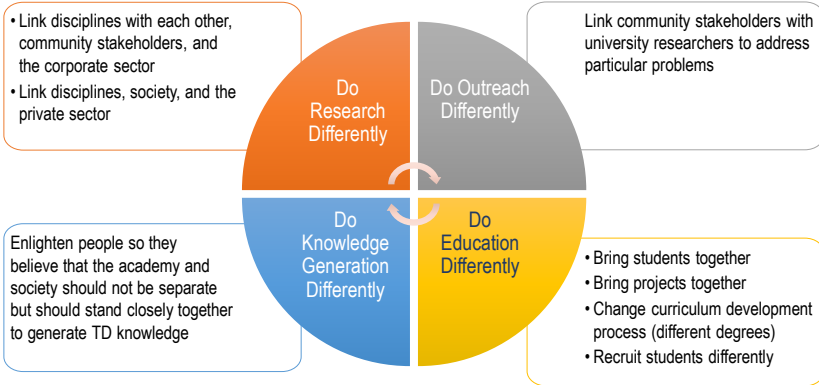 • Link disciplines with each other,
community stakeholders, and
the corporate sector
• Link disciplines, society, and the
private sector
Do
Research
Differently
Do Outreach
Differently
Link community stakeholders with
university researchers to address
particular problems
Enlighten people so they
believe that the academy and
society should not be separate
but should stand closely together
to generate TD knowledge
Do
Knowledge
Generation
Differently
Do
Education
Differently
• Bring students together
• Bring projects together
• Change curriculum development
process (different degrees)
• Recruit students differently